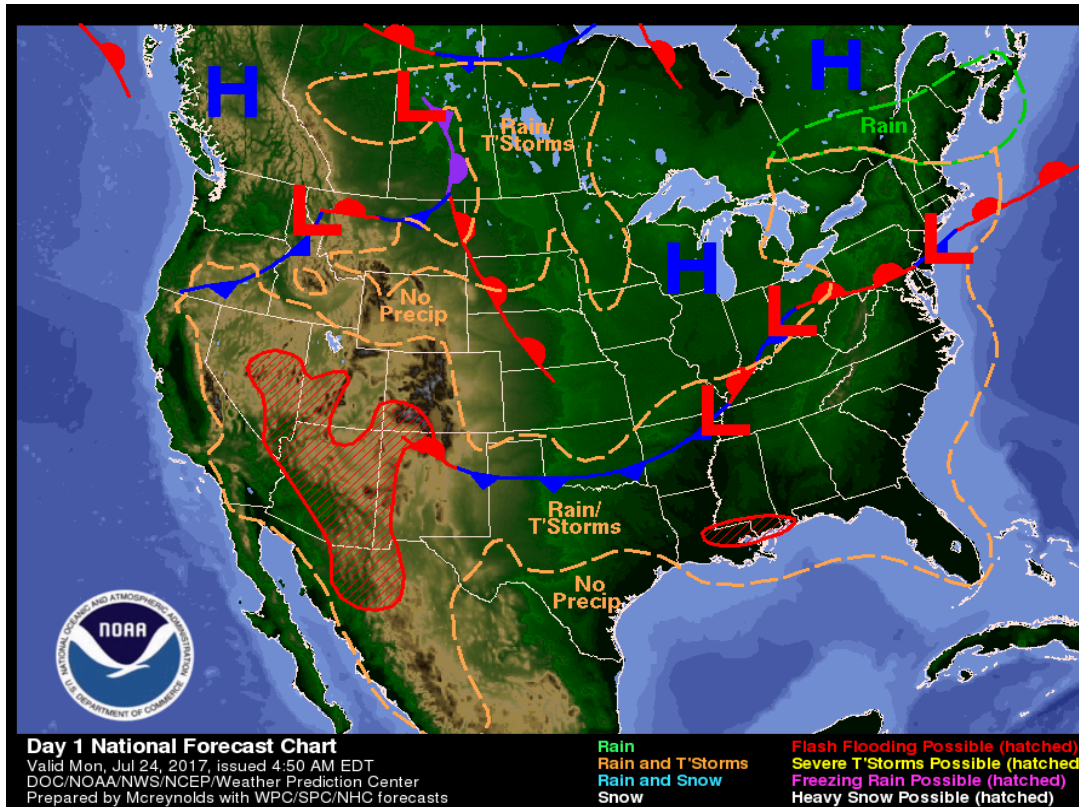 H
H
L
Rain/
T'Storms
Rain
L
L
H
No
Precip
L
L
Rain/
T'Storms
No
Precip
NATIONAL OCEANIC AND ATMOSPHERIC ADMINISTRATION
NOAA
U.S. DEPARTMENT OF COMMERCE
Day 1 National Forecast Chart
Valid Mon, Jul 24, 2017, issued 4:50 AM EDT
DOC/NOAA/NWS/NCEP/Weather Prediction Center
Prepared by Mcreynolds with WPC/SPC/NHC forecasts
Rain
Rain and T'Storms
Rain and Snow
Snow
Flash Flooding Possible (hatched)
Severe T'Storms Possible (hatched)
Freezing Rain Possible (hatched)
Heavy Snow Possible (hatched)